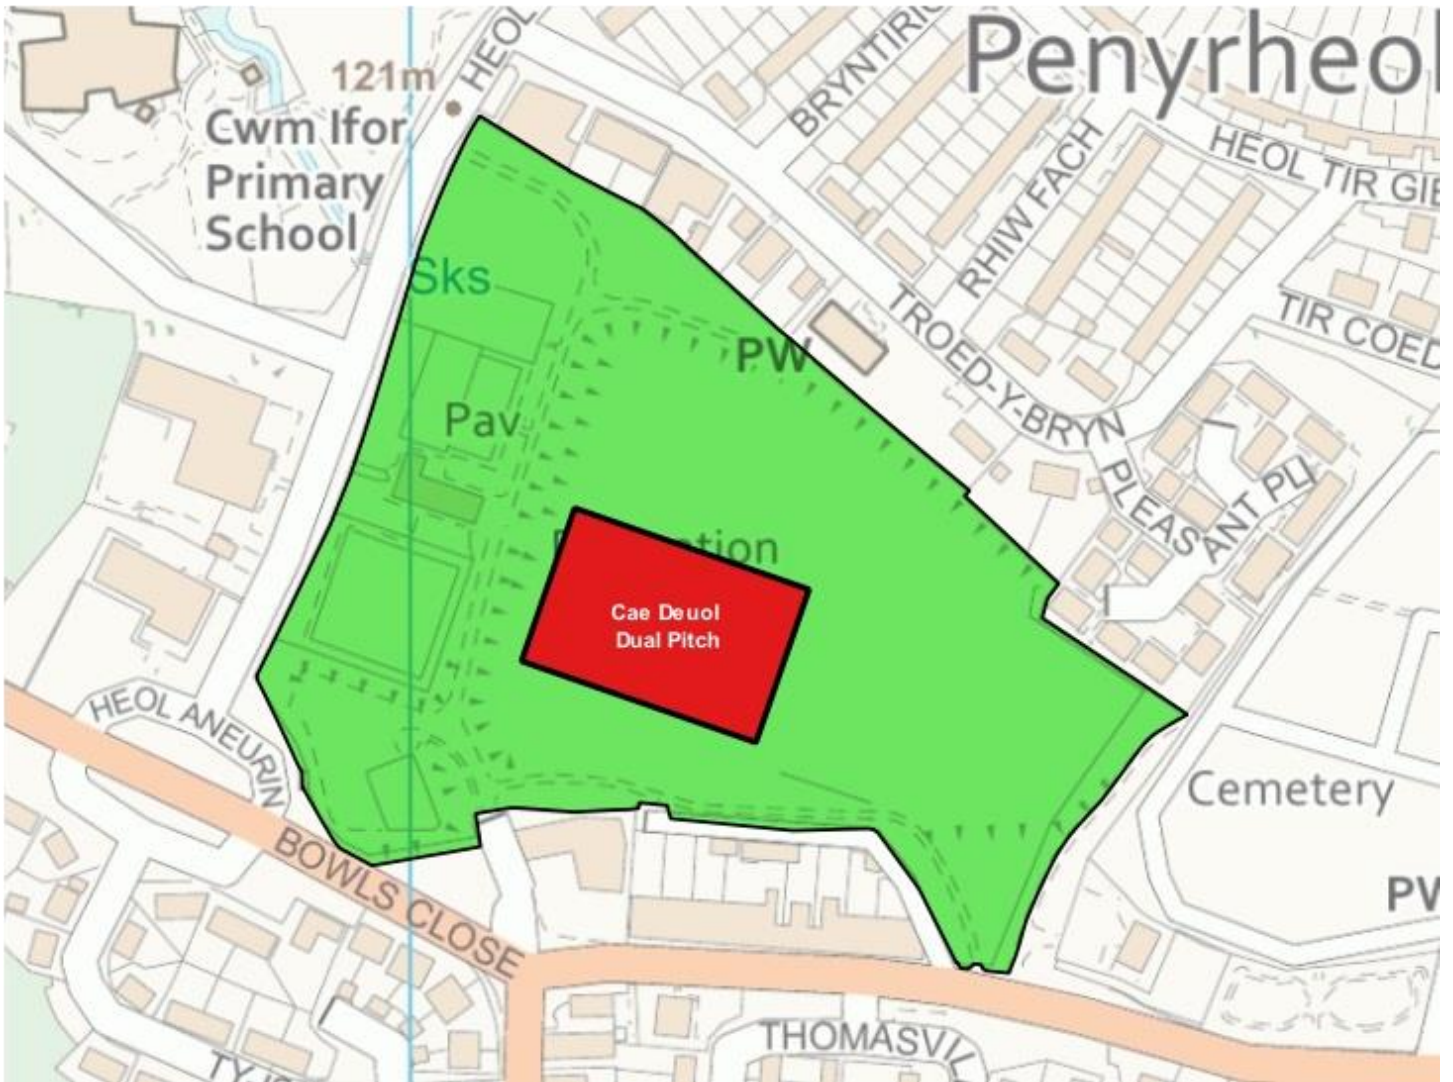 Penyrheol
HEOL
121m
BRYNTIRIO
Cwm Ifor
Primary
School
HEOL TIR GIB
RHIW FACH
Sks
TIR COED
TROED-Y-BRYN
PW
Pav
PLEASANT PL
Cae Deuol
Dual Pitch
HEOL ANEURIN
Cemetery
BOWLS CLOSE
PW
THOMASVIL